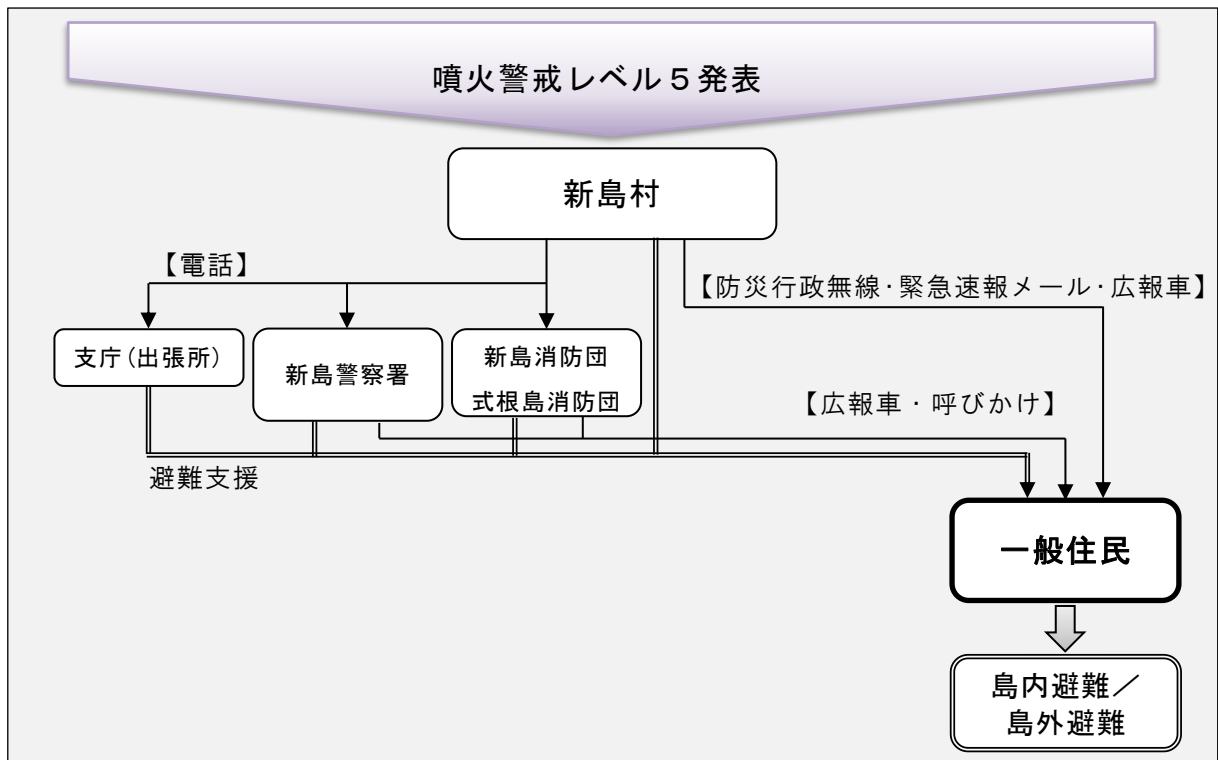 噴火警戒レベル５発表
新島村
【電話】
【防災行政無線・緊急速報メール・広報車】
支庁(出張所)
新島警察署
新島消防団
式根島消防団
【広報車・呼びかけ】
避難支援
一般住民
島内避難／
島外避難